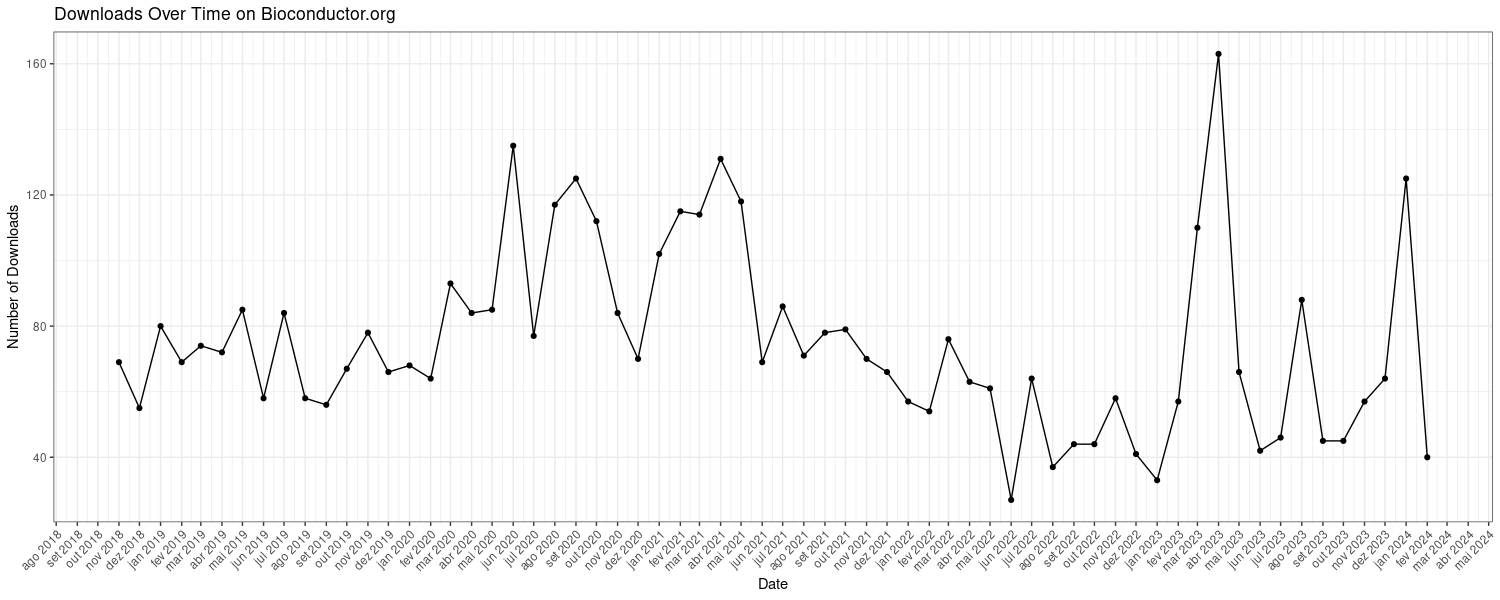 Downloads Over Time on Bioconductor.org
Number of Downloads
160
120
80
40
ago 2018
set 2018
out 2018
nov 2018
dez 2018
jan 2019
fev 2019
mar 2019
abr 2019
mai 2019
jun 2019
jul 2019
ago 2019
set 2019
out 2019
nov 2019
dez 2019
jan 2020
fev 2020
mar 2020
abr 2020
mai 2020
jun 2020
jul 2020
ago 2020
set 2020
out 2020
nov 2020
dez 2020
jan 2021
fev 2021
mar 2021
abr 2021
mai 2021
jun 2021
jul 2021
ago 2021
set 2021
out 2021
nov 2021
dez 2021
jan 2022
fev 2022
mar 2022
abr 2022
mai 2022
jun 2022
jul 2022
ago 2022
set 2022
out 2022
nov 2022
dez 2022
jan 2023
fev 2023
mar 2023
abr 2023
mai 2023
jun 2023
jul 2023
ago 2023
set 2023
out 2023
nov 2023
dez 2023
jan 2024
fev 2024
mar 2024
abr 2024
mai 2024
Date